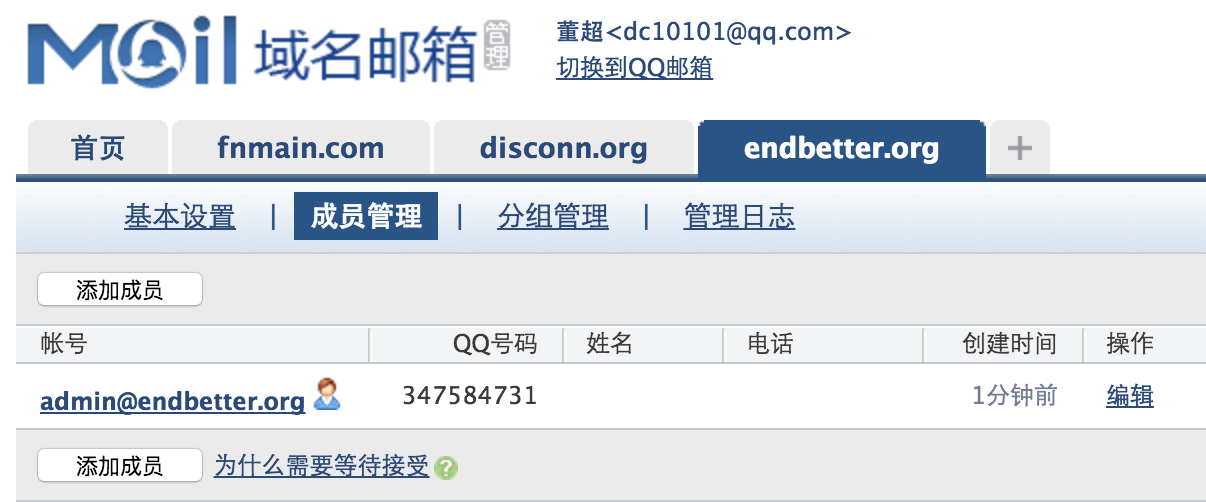 Mail 域名邮箱 管理
董超<dc10101@qq.com>
切换到QQ邮箱
首页 fnmain.com disconn.org endbetter.org +
基本设置 | 成员管理 | 分组管理 | 管理日志
添加成员
帐号 QQ号码 姓名 电话 创建时间 操作
admin@endbetter.org 347584731 1分钟前 编辑
添加成员 为什么需要等待接受 ?